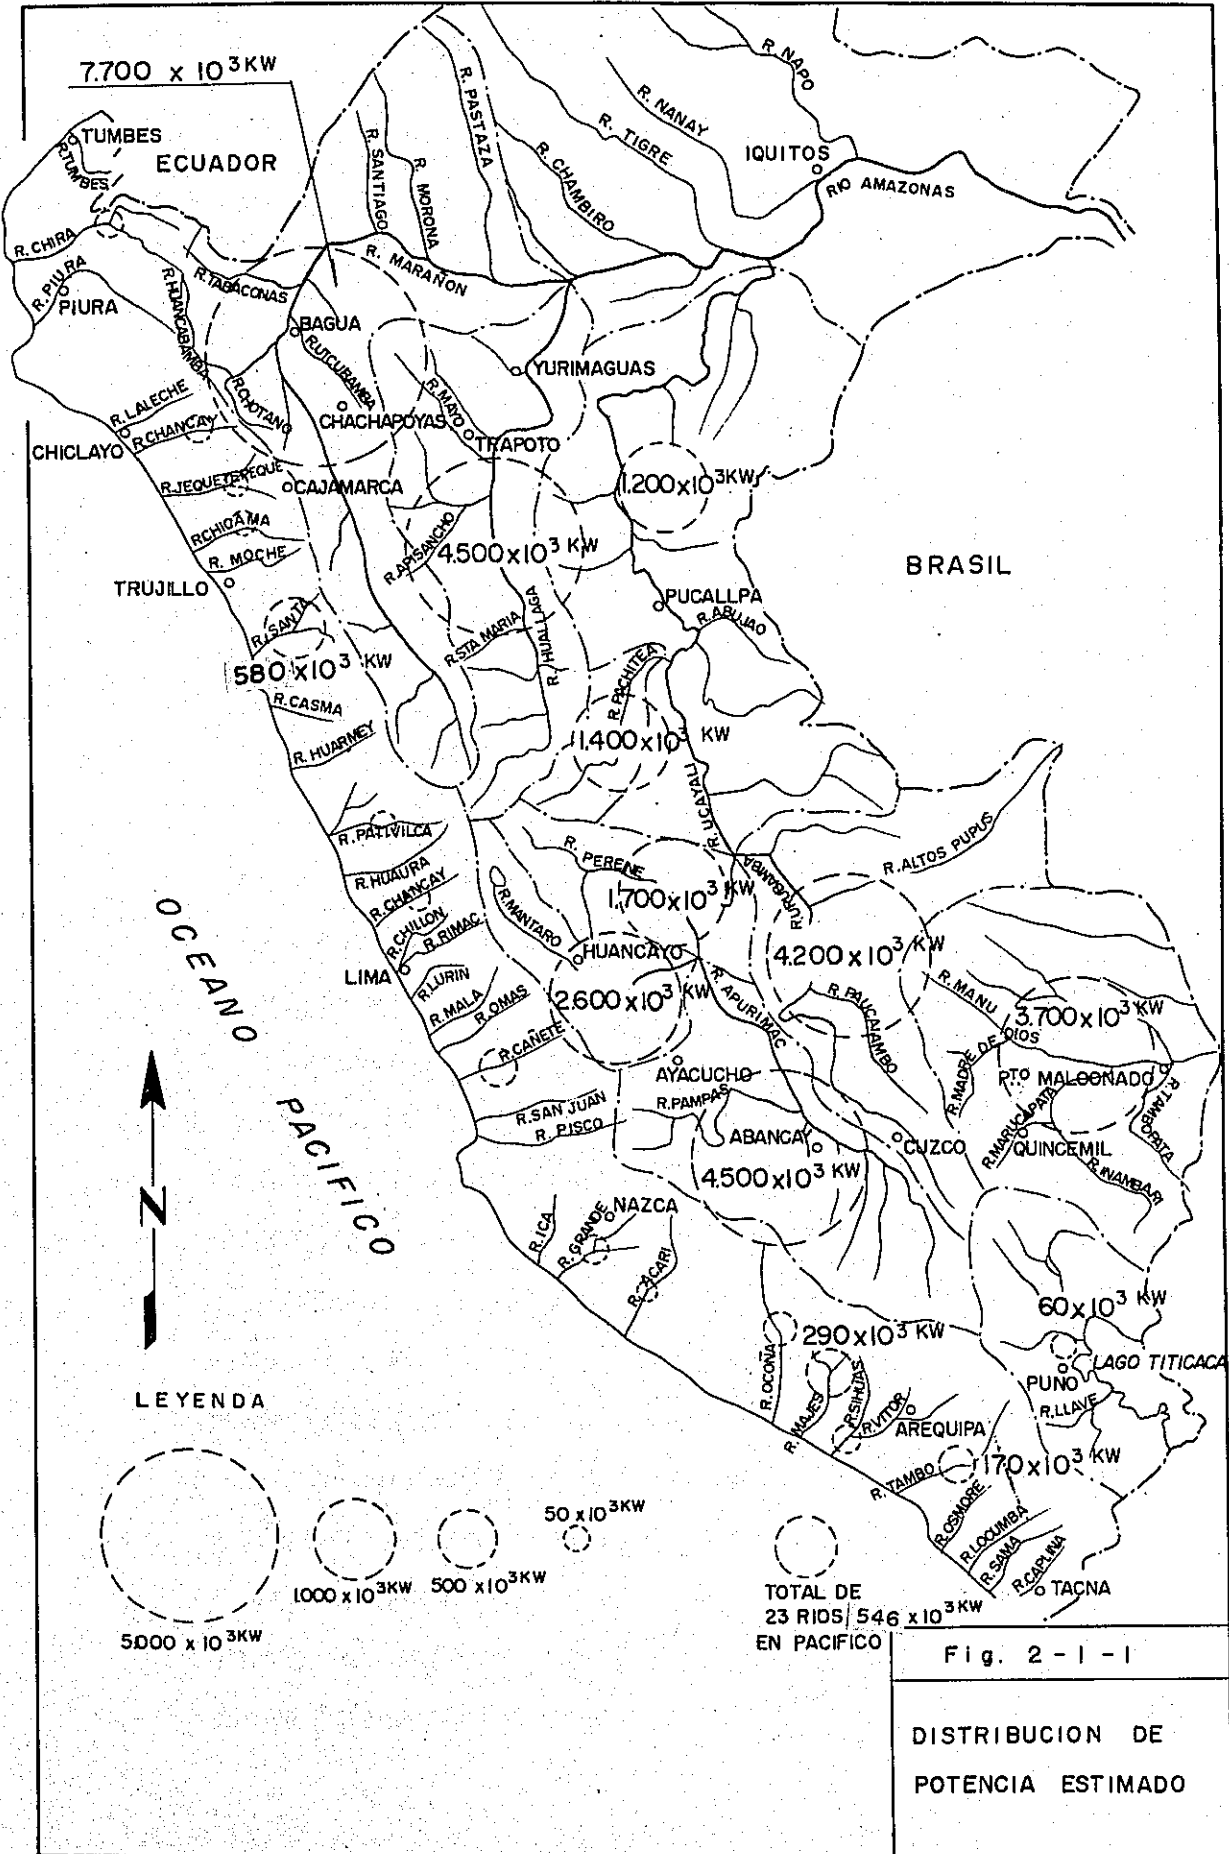 7.700 x 10³ KW
TUMBES
R.TUMBES
ECUADOR
R. SANTIAGO
R. MORONA
R. PASTAZA
R. CHAMBIRO
R. TIGRE
R. NANAY
R. NAPO
IQUITOS
RIO AMAZONAS
R. CHIRA
R. PIURA
PIURA
R.HUANCABAMBA
R.TABACONAS
R. MARAÑON
BAGUA
R.UTCUBAMBA
YURIMAGUAS
R. LALECHE
R.CHOTANO
CHACHAPOYAS
R. MAYO
TRAPOTO
CHICLAYO
R.CHANCAY
R.JEQUETEPEQUE
CAJAMARCA
1.200x10³KW
R.CHICAMA
R. MOCHE
R.APISANCHO
4.500x10³ KW
BRASIL
TRUJILLO
PUCALLPA
R.ABUJAO
R. SANTA
R.STA MARIA
R. HUALLAGA
580x10³ KW
R. PACHITEA
R.CASMA
R. HUARMEY
1.400x10³ KW
R. UCAYALI
R. PATIVILCA
R. PERENE
R.URUBAMBA
R.ALTOS PUPUS
R.HUAURA
R.CHANCAY
R.MANTARO
1.700x10³ KW
R.CHILLON
R.RIMAC
HUANCAYO
4.200x10³ KW
LIMA
R.LURIN
R.MALA
R.OMAS
2.600x10³ KW
R. APURIMAC
R. PAUCAIAMBO
R. MANU
3.700x10³ KW
R.CAÑETE
R.MADRE DE DIOS
AYACUCHO
PTO MALDONADO
R.TAMBOPATA
R.SAN JUAN
R. PISCO
R.PAMPAS
ABANCAY
CUZCO
R.MARUCAPATA
QUINCEMIL
R.INAMBARI
4.500x10³ KW
OCEANO PACIFICO
N
R. ICA
R. GRANDE
NAZCA
R. ACARI
60x10³ KW
290x10³ KW
LAGO TITICACA
R. OCOÑA
R. MAJES
R.SIHUAS
R.VITOR
PUNO
R.LLAVE
AREQUIPA
R. TAMBO
170x10³ KW
R.OSMORE
R.LOCUMBA
R.SAMA
R.CAPLINA
TACNA
LEYENDA
5.000 x 10³KW
1.000 x 10³KW
500 x 10³KW
50 x 10³KW
TOTAL DE
23 RIOS 546 x 10³KW
EN PACIFICO
Fig. 2-1-1
DISTRIBUCION DE
POTENCIA ESTIMADO